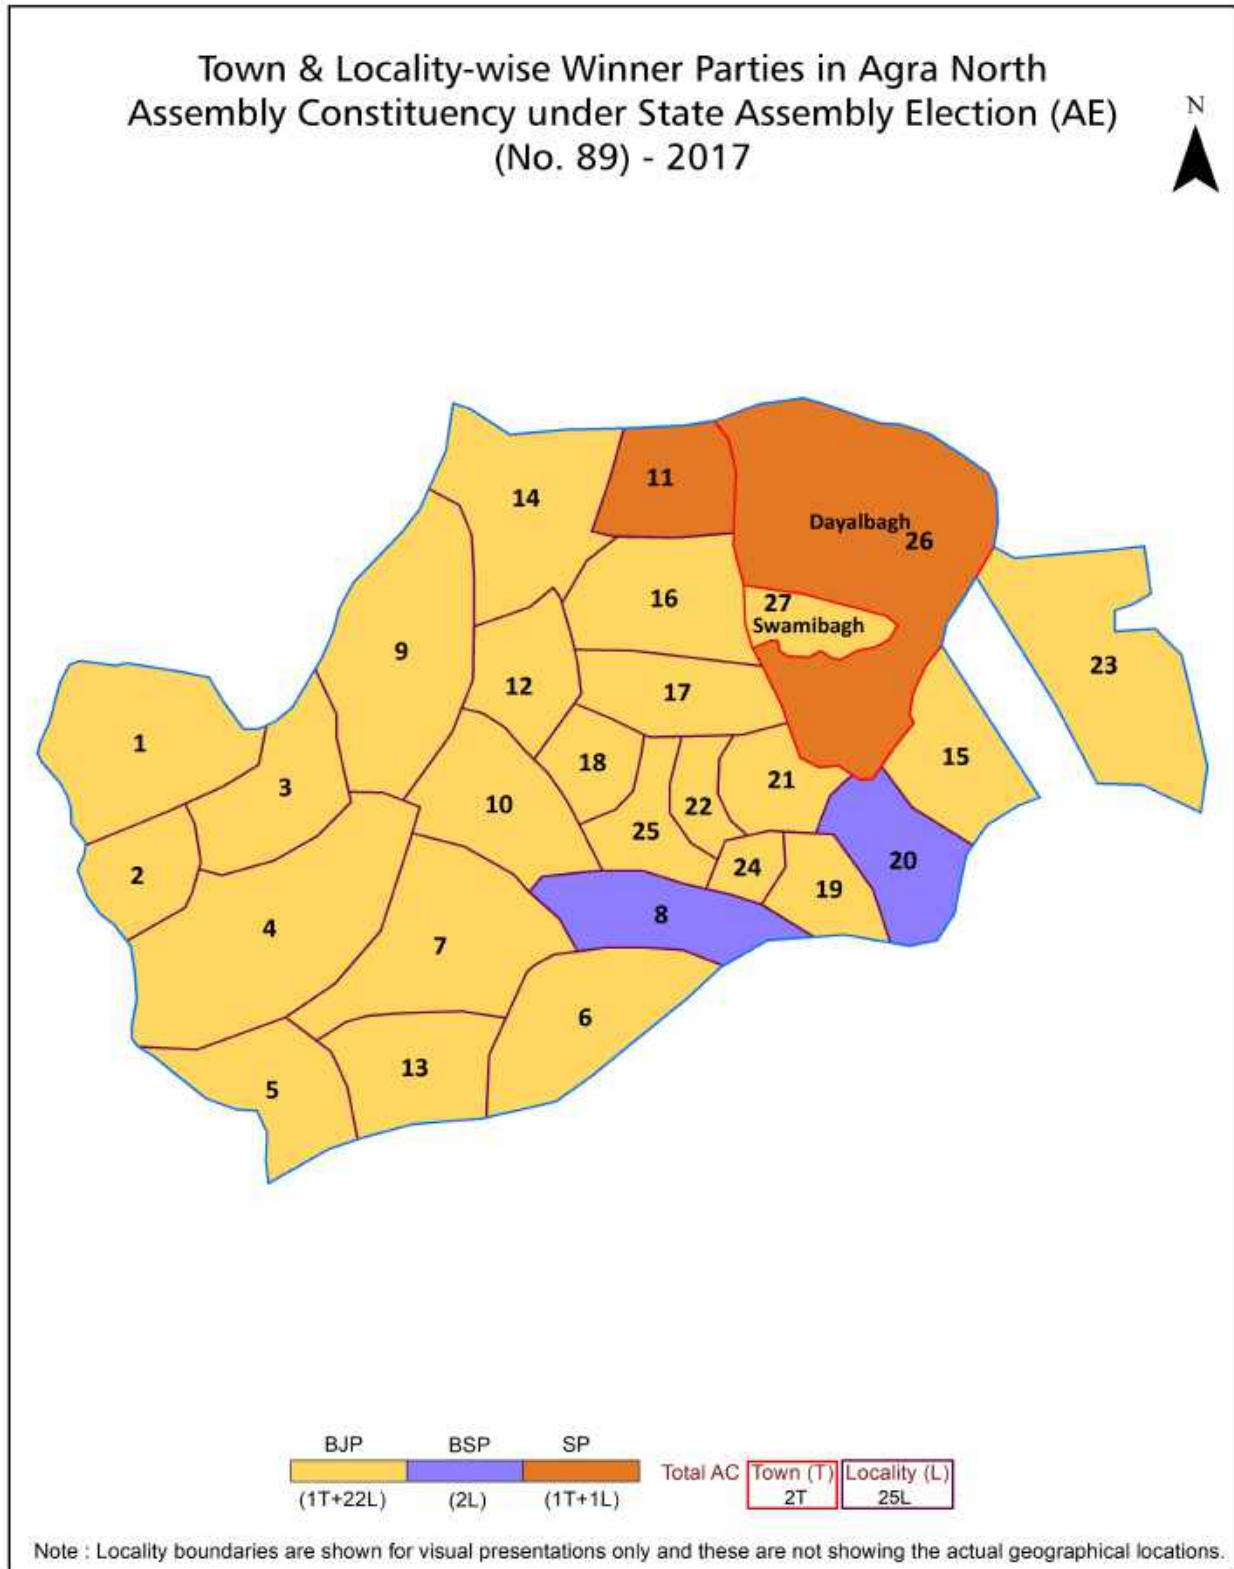 Town & Locality-wise Winner Parties in Agra North
Assembly Constituency under State Assembly Election (AE)
(No. 89) - 2017
N
11
14
Dayalbagh
26
27
16
Swamibagh
9
23
12
17
1
15
18
21
3
10
22
25
20
24
2
19
8
4
7
6
13
5
BJP BSP SP
Total AC Town (T) Locality (L)
(1T+22L) (2L) (1T+1L) 2T 25L
Note : Locality boundaries are shown for visual presentations only and these are not showing the actual geographical locations.